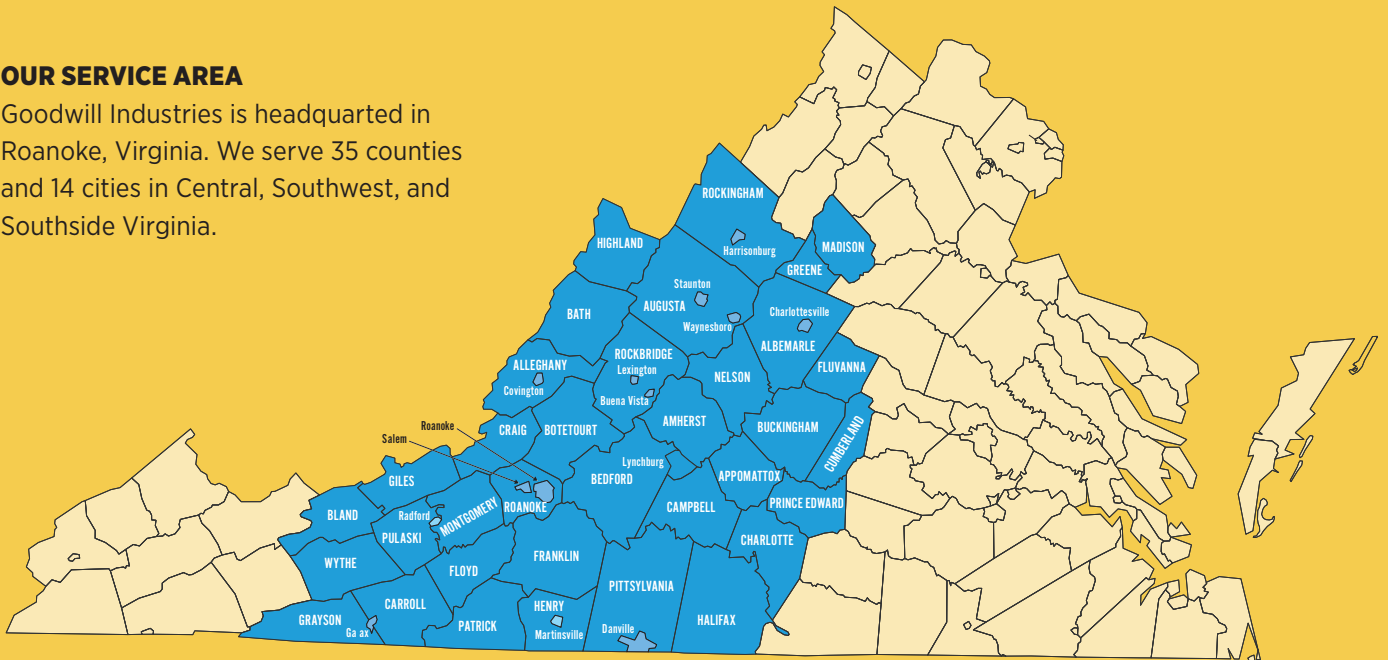 OUR SERVICE AREA
Goodwill Industries is headquarted in
Roanoke, Virginia. We serve 35 counties
and 14 cities in Central, Southwest, and
Southside Virginia.
ROCKINGHAM
Harrisonburg
HIGHLAND
MADISON
GREENE
Staunton
AUGUSTA
Waynesboro
BATH
Charlottesville
ALBEMARLE
ROCKBRIDGE
Lexington
Buena Vista
ALLEGHANY
Covington
NELSON
FLUVANNA
Roanoke
Salem
CRAIG
BOTETOURT
AMHERST
BUCKINGHAM
CUMBERLAND
Lynchburg
BEDFORD
APPOMATTOX
GILES
ROANOKE
CAMPBELL
PRINCE EDWARD
BLAND
Radford
MONTGOMERY
PULASKI
CHARLOTTE
WYTHE
FLOYD
FRANKLIN
PITTSYLVANIA
GRAYSON
Ga ax
CARROLL
PATRICK
HENRY
Martinsville
Danville
HALIFAX